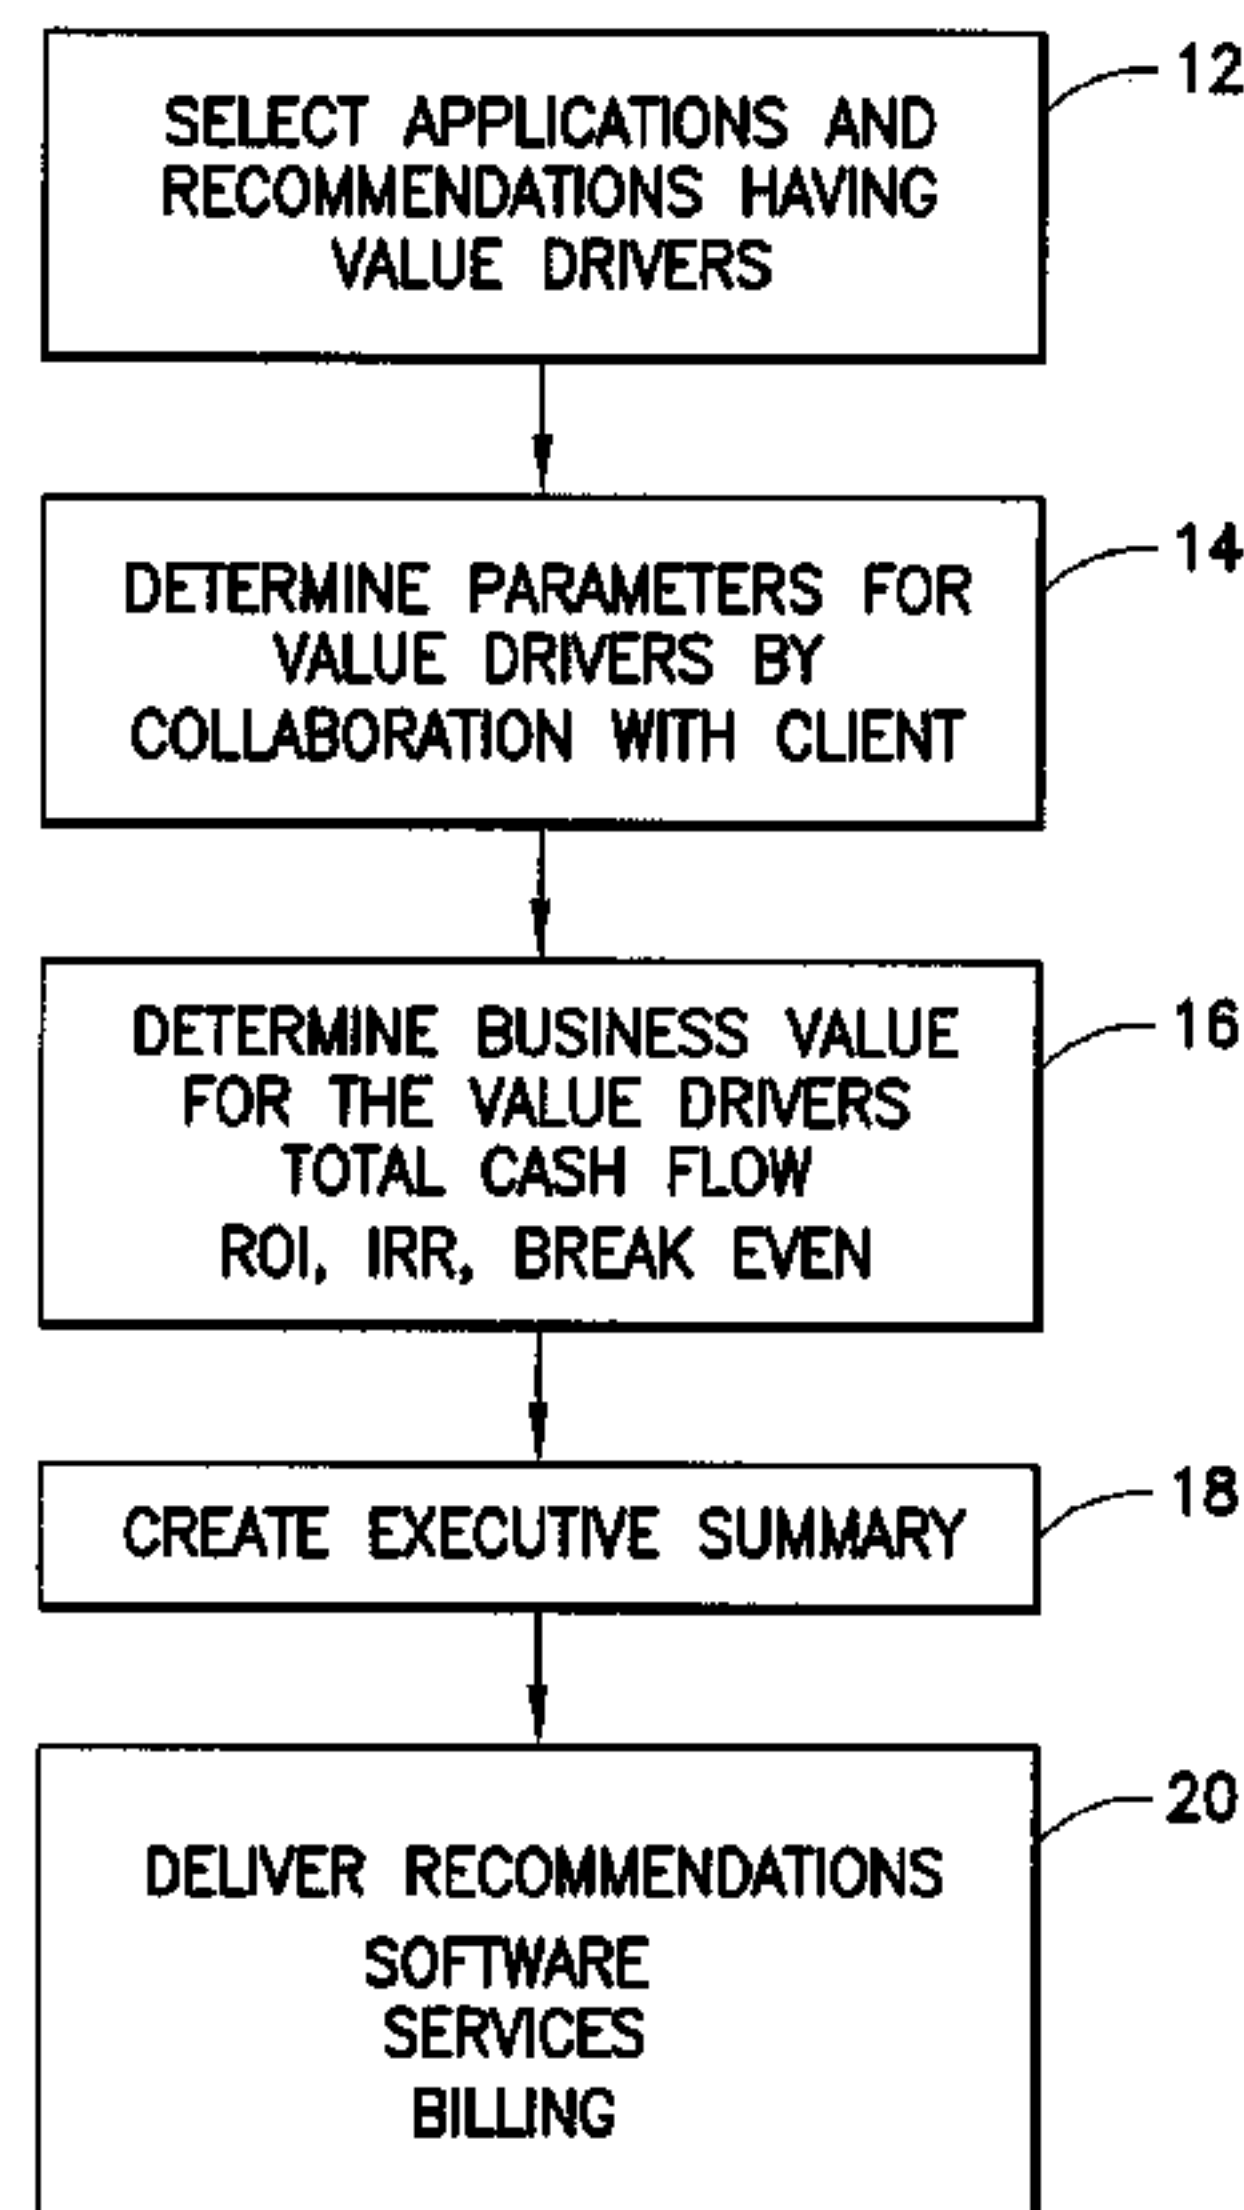 12
SELECT APPLICATIONS AND
RECOMMENDATIONS HAVING
VALUE DRIVERS
14
DETERMINE PARAMETERS FOR
VALUE DRIVERS BY
COLLABORATION WITH CLIENT
16
DETERMINE BUSINESS VALUE
FOR THE VALUE DRIVERS
TOTAL CASH FLOW
ROI, IRR, BREAK EVEN
18
CREATE EXECUTIVE SUMMARY
20
DELIVER RECOMMENDATIONS
SOFTWARE
SERVICES
BILLING